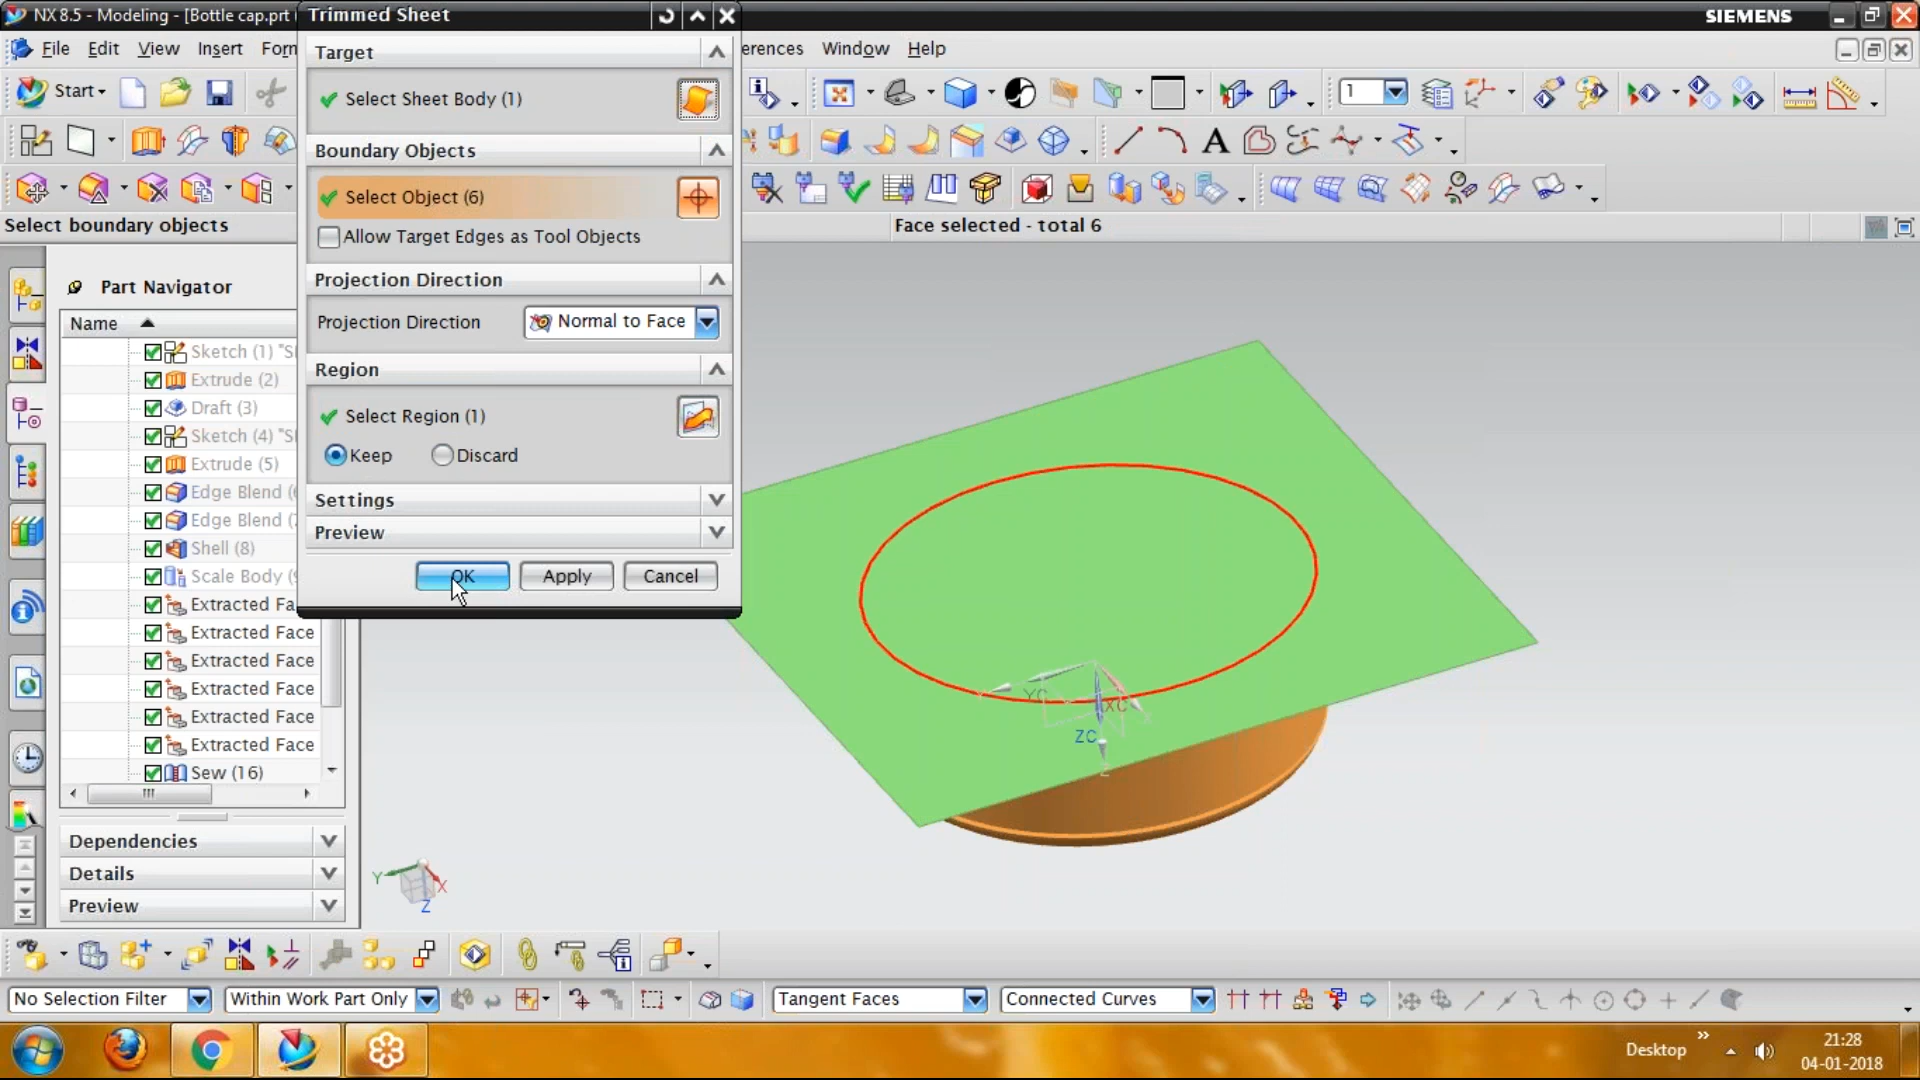 NX 8.5 - Modeling - [Bottle cap.prt
SIEMENS
Trimmed Sheet
File Edit View Insert Forn
erences Window Help
Target
Select Sheet Body (1)
Start
1
Boundary Objects
Select Object (6)
Allow Target Edges as Tool Objects
Select boundary objects
Face selected - total 6
Projection Direction
Projection Direction
Normal to Face
Region
Select Region (1)
Keep
Discard
Settings
Preview
OK
Apply
Cancel
Part Navigator
Name
Sketch (1) "S
Extrude (2)
Draft (3)
Sketch (4) "S
Extrude (5)
Edge Blend (
Edge Blend (
Shell (8)
Scale Body (
Extracted Fa
Extracted Face
Extracted Face
Extracted Face
Extracted Face
Extracted Face
Sew (16)
Dependencies
Details
Preview
YC
XC
ZC
Z
Y
X
Z
No Selection Filter
Within Work Part Only
Tangent Faces
Connected Curves
Desktop
21:28
04-01-2018